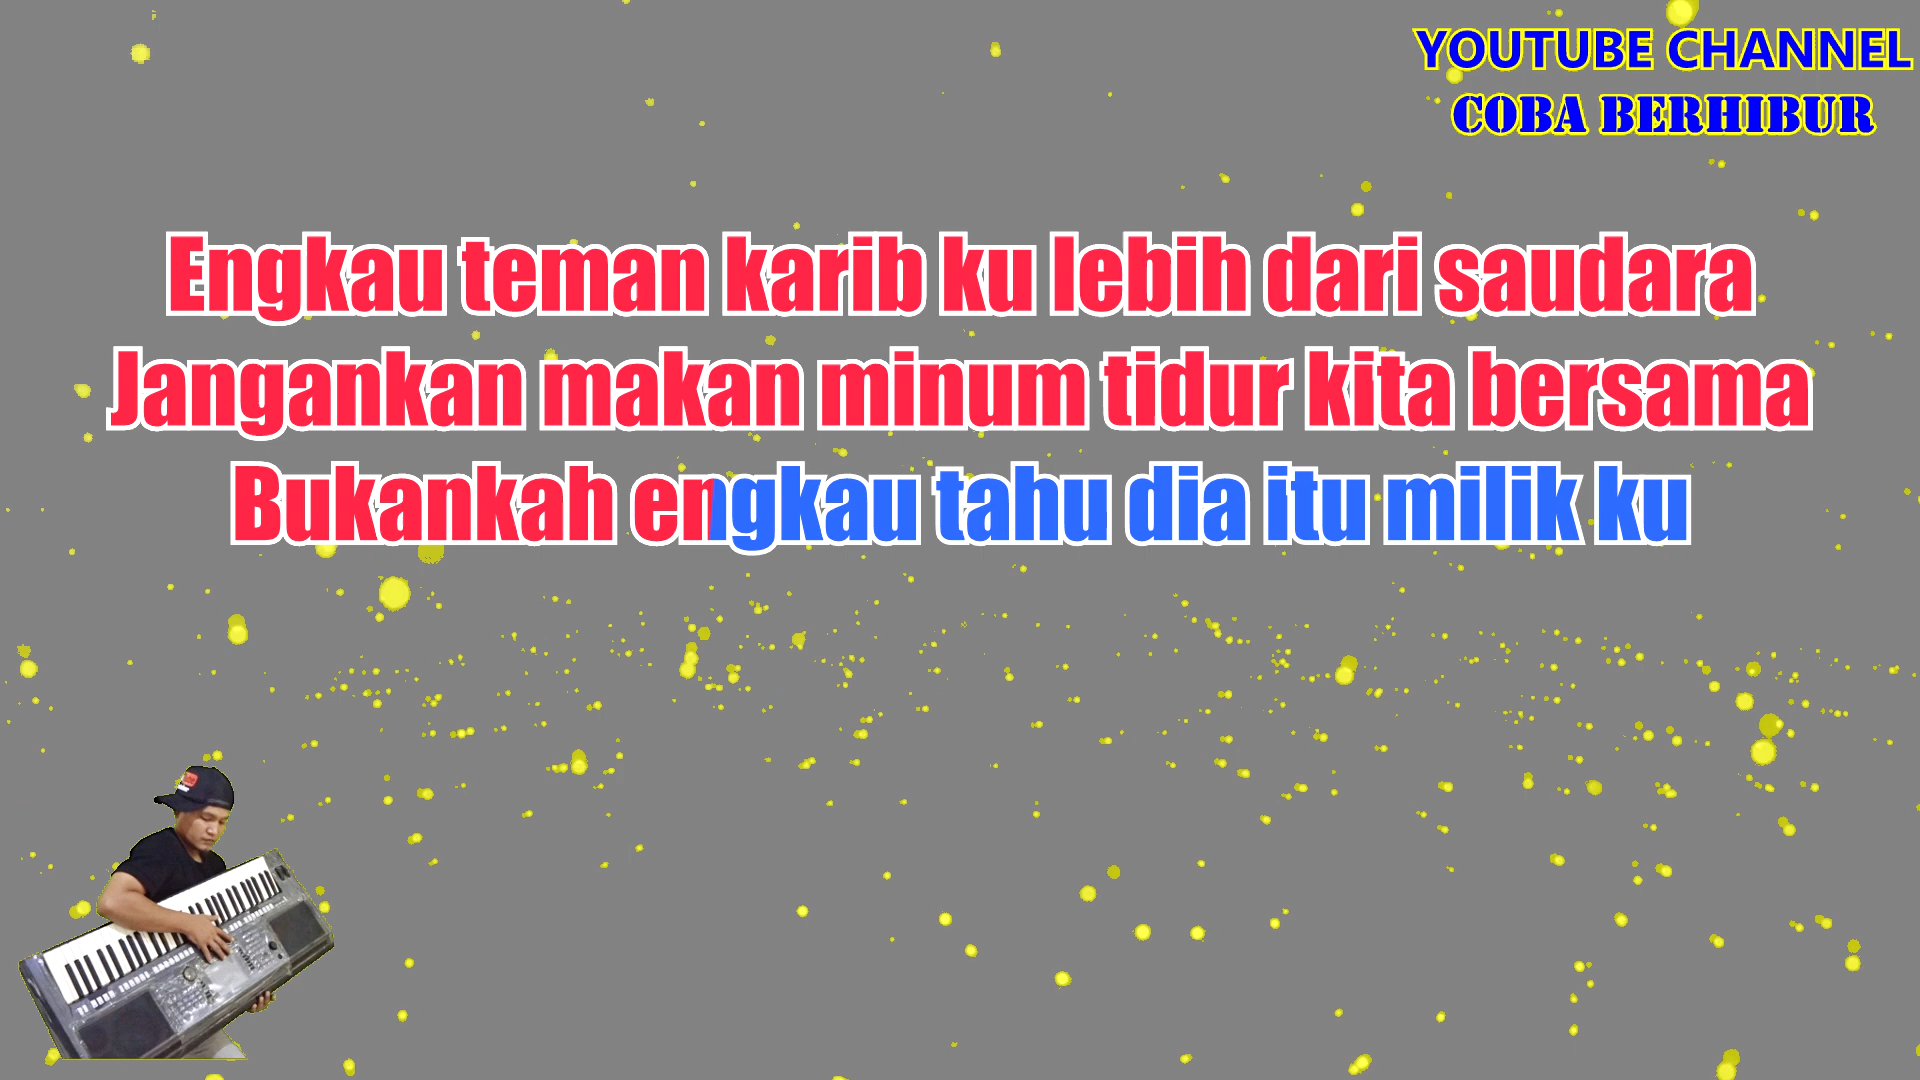 YOUTUBE CHANNEL
COBA BERHIBUR
Engkau teman karib ku lebih dari saudara
Jangankan makan minum tidur kita bersama
Bukankah engkau tahu dia itu milik ku